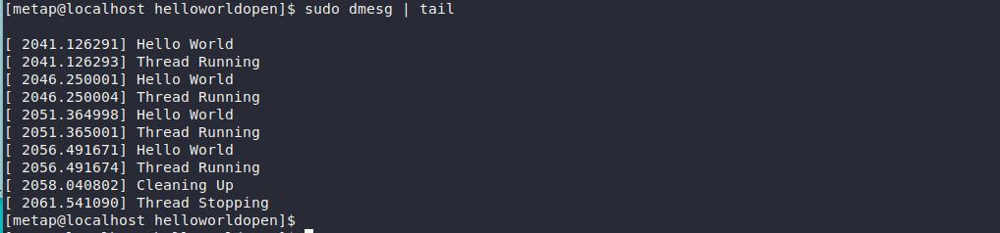 [metap@localhost helloworldopen]$ sudo dmesg | tail
[ 2041.126291] Hello World
[ 2041.126293] Thread Running
[ 2046.250001] Hello World
[ 2046.250004] Thread Running
[ 2051.364998] Hello World
[ 2051.365001] Thread Running
[ 2056.491671] Hello World
[ 2056.491674] Thread Running
[ 2058.040802] Cleaning Up
[ 2061.541090] Thread Stopping
[metap@localhost helloworldopen]$